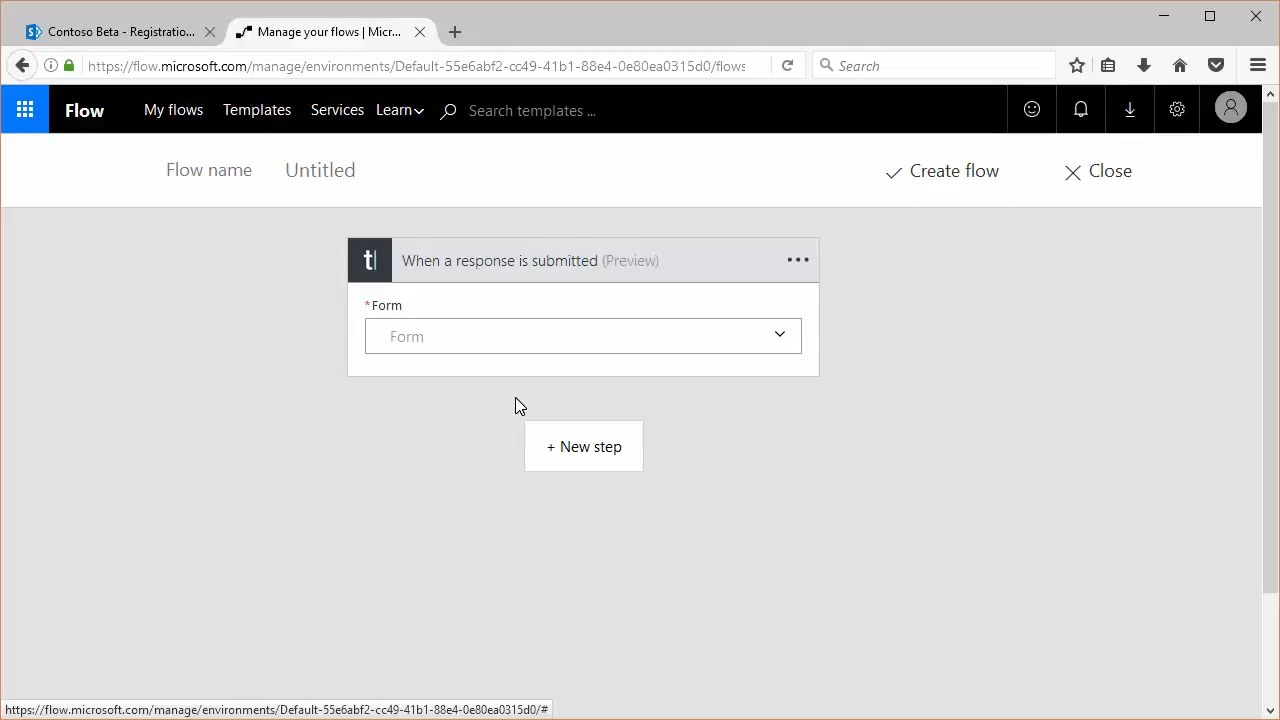 Contoso Beta - Registratio...
Manage your flows | Micr...
https://flow.microsoft.com/manage/environments/Default-55e6abf2-cc49-41b1-88e4-0e80ea0315d0/flows
Search
Flow My flows Templates Services Learn Search templates ...
Flow name Untitled Create flow Close
t| When a response is submitted (Preview)
*Form
Form
+ New step
https://flow.microsoft.com/manage/environments/Default-55e6abf2-cc49-41b1-88e4-0e80ea0315d0/#